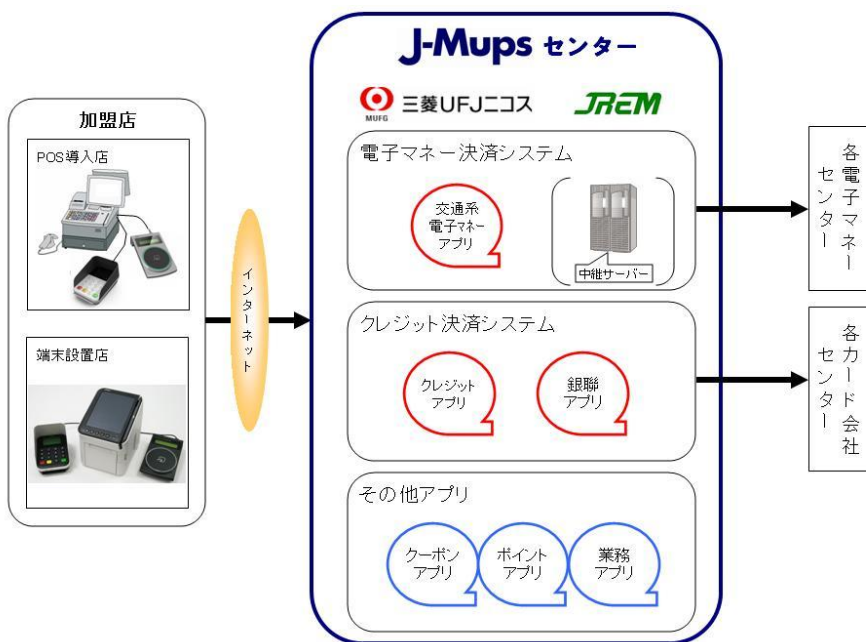 J-Mups センター
MUFG
三菱UFJニコス
JREM
加盟店
POS導入店
端末設置店
インターネット
電子マネー決済システム
交通系
電子マネー
アプリ
中継サーバー
クレジット決済システム
クレジット
アプリ
銀聯
アプリ
その他アプリ
クーポン
アプリ
ポイント
アプリ
業務
アプリ
各電子マネー
センター
各カード会社
センター